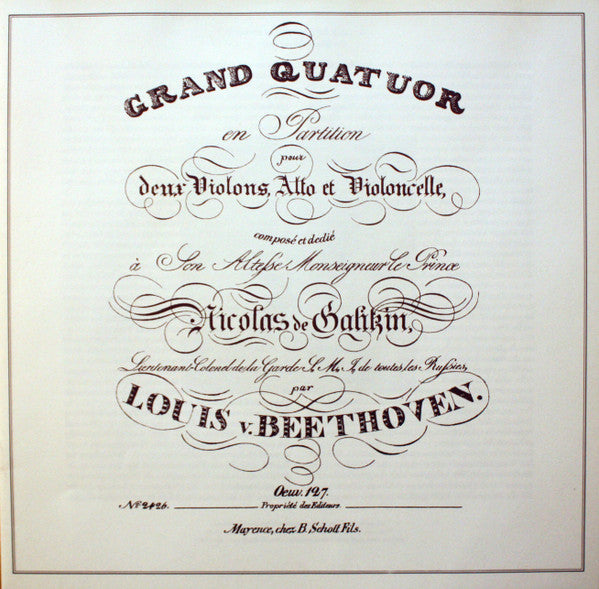 GRAND QUATUOR
en Partition
pour
deux Violons, Alto et Violoncelle,
composé et dedié
à Son Altesse Monseigneur le Prince
Nicolas de Galitzin,
Lieutenant-Colonel de la Garde S. M. I. de toutes les Russies,
par
LOUIS v. BEETHOVEN.
Oeuv. 127.
No. 2426. Propriété des Editeurs.
Mayence, chez B. Schott Fils.